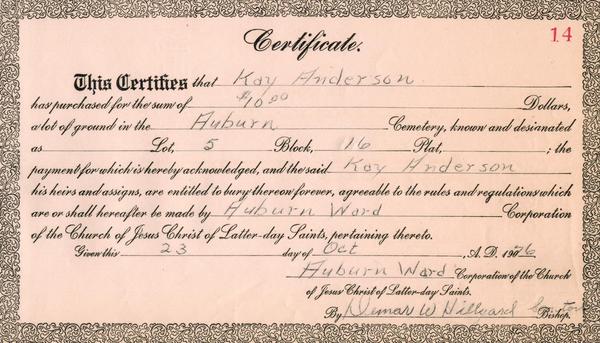 14
Certificate.
This Certifies that Kay Anderson
has purchased for the sum of $10.00 Dollars,
a lot of ground in the Auburn Cemetery, known and desianated
as Lot, 5 Block, 16 Plat, ; the
payment for which is hereby acknowledged, and the said Kay Anderson
his heirs and assigns, are entitled to bury thereon forever, agreeable to the rules and regulations which
are or shall hereafter be made by Auburn Ward Corporation
of the Church of Jesus Christ of Latter-day Saints, pertaining thereto.
Given this 23 day of Oct , A. D. 19
Auburn Ward Corporation of the Church
of Jesus Christ of Latter-day Saints.
By W Hillyard Bishop.